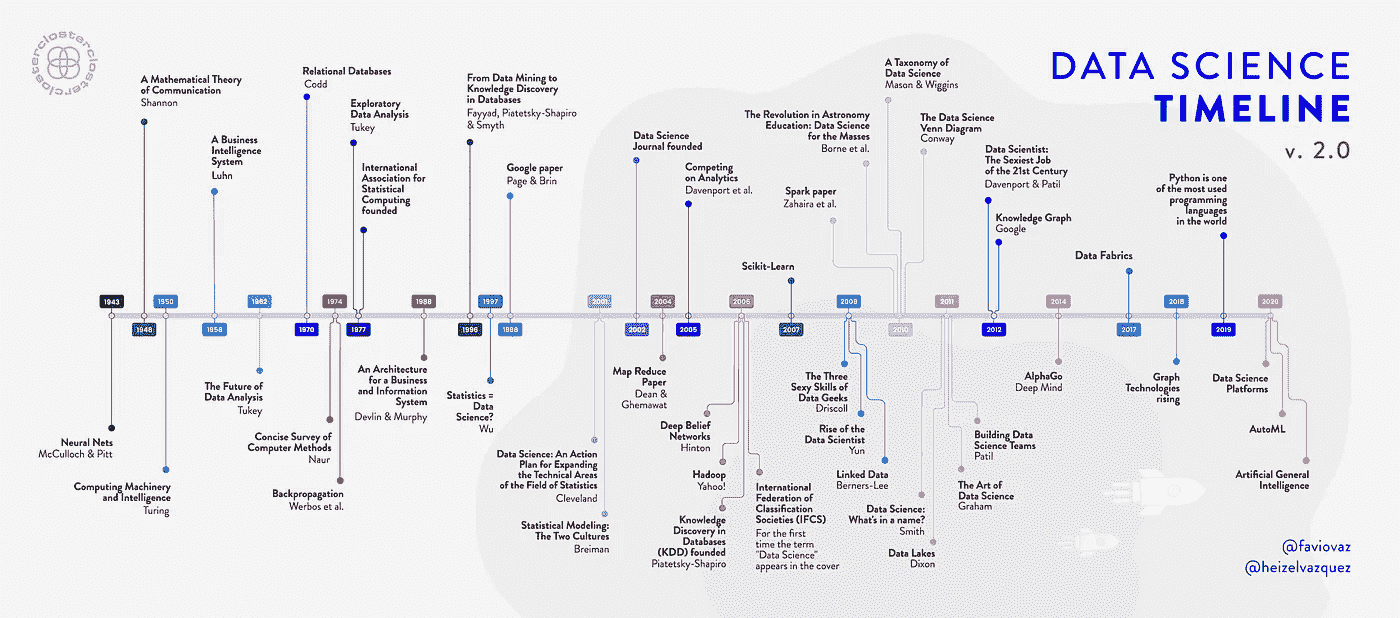 closterclostercloster
DATA SCIENCE
TIMELINE
v. 2.0
A Mathematical Theory
of Communication
Shannon
A Business
Intelligence
System
Luhn
Relational Databases
Codd
Exploratory
Data Analysis
Tukey
International
Association for
Statistical
Computing
founded
From Data Mining to
Knowledge Discovery
in Databases
Fayyad, Piatetsky-Shapiro
& Smyth
Google paper
Page & Brin
Data Science
Journal founded
Competing
on Analytics
Davenport et al.
Scikit-Learn
Spark paper
Zaharia et al.
The Revolution in Astronomy
Education: Data Science
for the Masses
Borne et al.
A Taxonomy of
Data Science
Mason & Wiggins
The Data Science
Venn Diagram
Conway
Data Scientist:
The Sexiest Job
of the 21st Century
Davenport & Patil
Knowledge Graph
Google
Data Fabrics
Python is one
of the most used
programming
languages
in the world
1943
1950
1962
1974
1988
1997
2001
2004
2006
2008
2011
2014
2018
2020
1948
1958
1970
1977
1996
1998
2002
2005
2007
2010
2012
2017
2019
Neural Nets
McCulloch & Pitt
Computing Machinery
and Intelligence
Turing
The Future of
Data Analysis
Tukey
Concise Survey of
Computer Methods
Naur
Backpropagation
Werbos et al.
An Architecture
for a Business
and Information
System
Devlin & Murphy
Statistics =
Data
Science?
Wu
Data Science: An Action
Plan for Expanding
the Technical Areas
of the Field of Statistics
Cleveland
Statistical Modeling:
The Two Cultures
Breiman
Map Reduce
Paper
Dean &
Ghemawat
Deep Belief
Networks
Hinton
Hadoop
Yahoo!
Knowledge
Discovery in
Databases
(KDD) founded
Piatetsky-Shapiro
International
Federation of
Classification
Societies (IFCS)
For the first
time the term
"Data Science"
appears in the cover
The Three
Sexy Skills of
Data Geeks
Driscoll
Rise of the
Data Scientist
Yun
Linked Data
Berners-Lee
Data Science:
What's in a name?
Smith
Data Lakes
Dixon
Building Data
Science Teams
Patil
The Art of
Data Science
Graham
AlphaGo
Deep Mind
Graph
Technologies
rising
Data Science
Platforms
AutoML
Artificial General
Intelligence
@faviovaz
@heizelvazquez